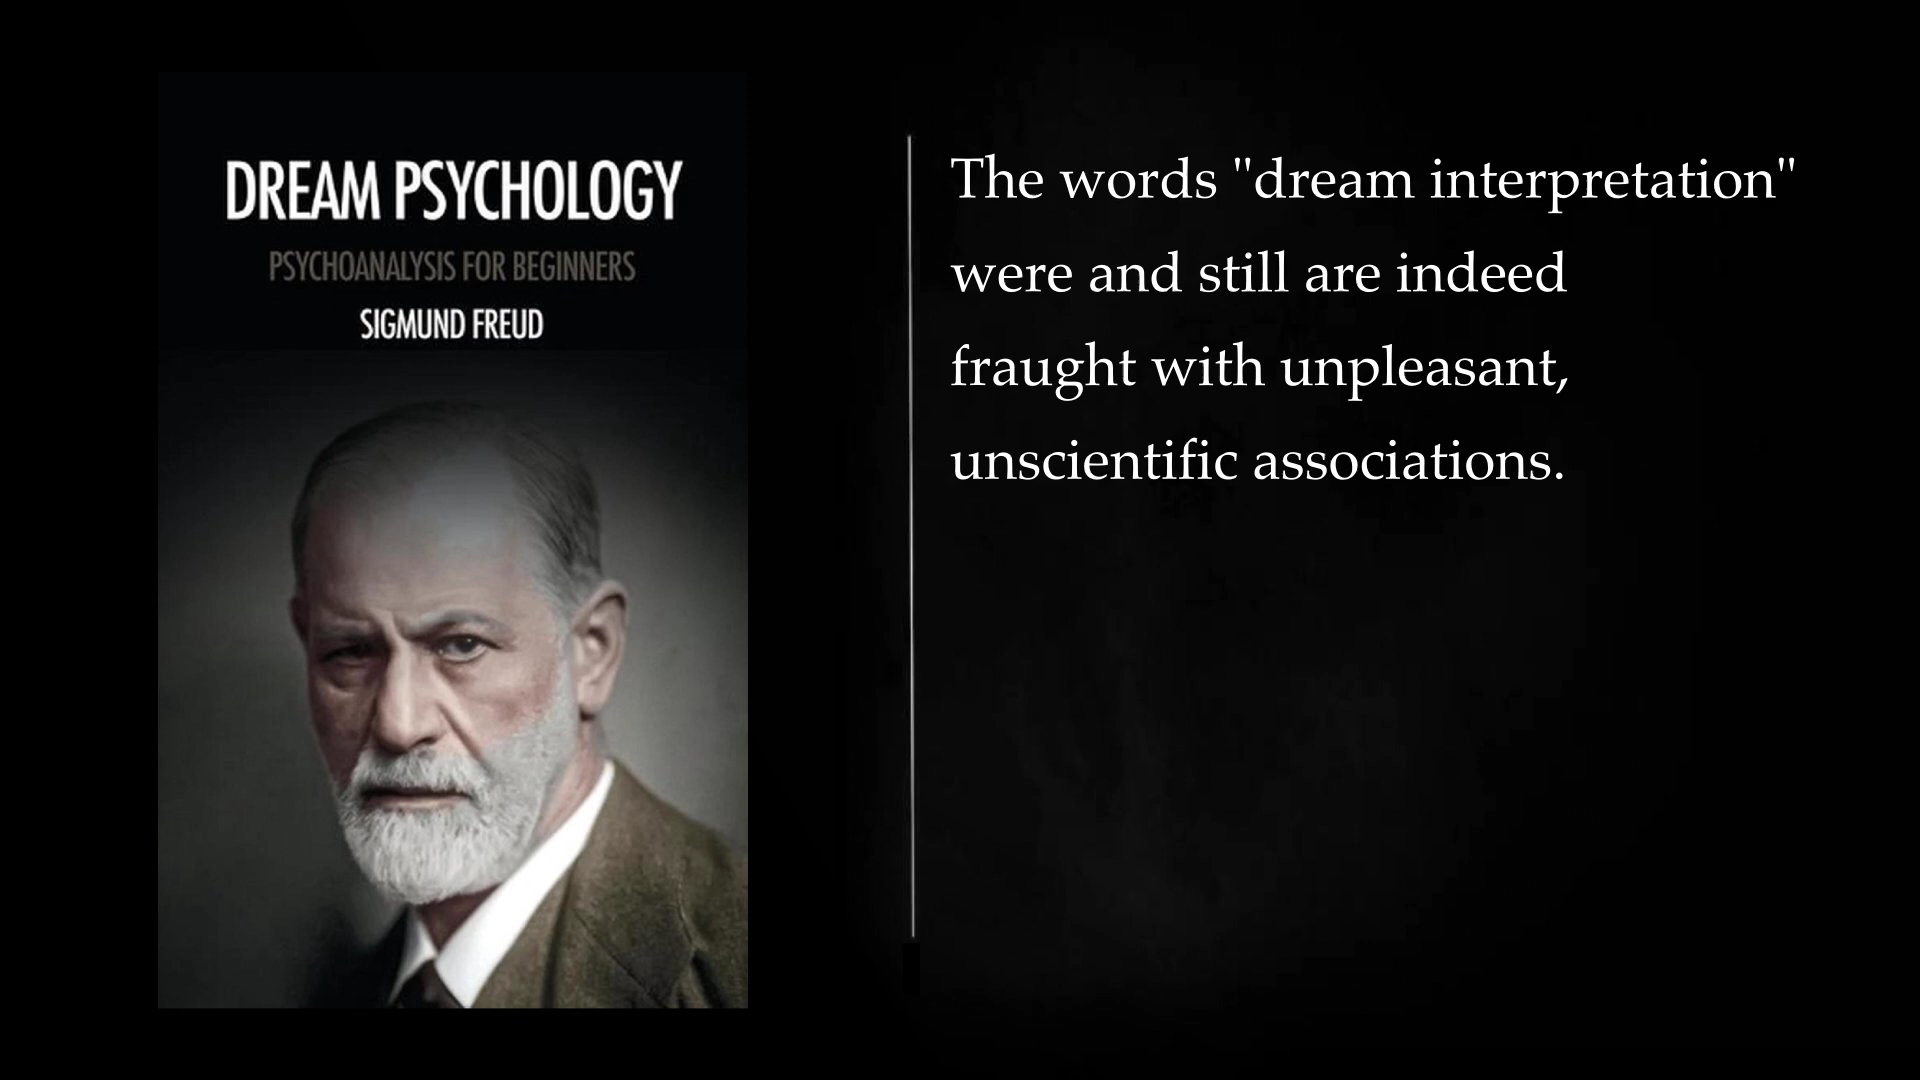 DREAM PSYCHOLOGY
PSYCHOANALYSIS FOR BEGINNERS
SIGMUND FREUD
The words "dream interpretation"
were and still are indeed
fraught with unpleasant,
unscientific associations.